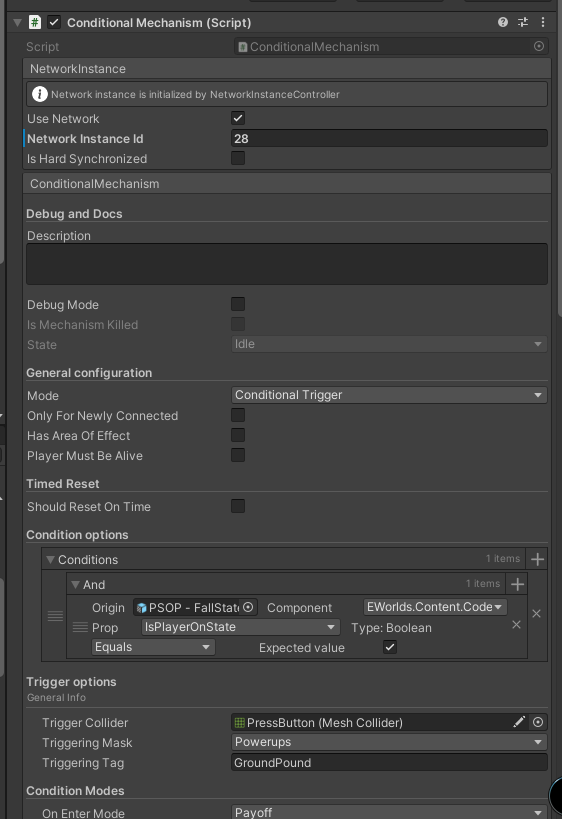 Conditional Mechanism (Script)
Script ConditionalMechanism
NetworkInstance
Network instance is initialized by NetworkInstanceController
Use Network
Network Instance Id 28
Is Hard Synchronized
ConditionalMechanism
Debug and Docs
Description
Debug Mode
Is Mechanism Killed
State Idle
General configuration
Mode Conditional Trigger
Only For Newly Connected
Has Area Of Effect
Player Must Be Alive
Timed Reset
Should Reset On Time
Condition options
Conditions 1 items
And 1 items
Origin PSOP - FallState Component EWorlds.Content.Code
Prop IsPlayerOnState Type: Boolean
Equals Expected value
Trigger options
General Info
Trigger Collider PressButton (Mesh Collider)
Triggering Mask Powerups
Triggering Tag GroundPound
Condition Modes
On Enter Mode Payoff